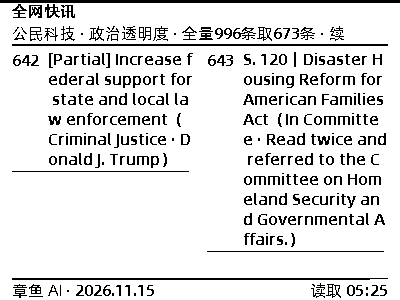 全网快讯
公民科技 · 政治透明度 · 全量996条取673条 · 续
642 [Partial] Increase f
ederal support for
state and local la
w enforcement (
Criminal Justice · D
onald J. Trump)
643 S. 120 | Disaster H
ousing Reform for
American Families
Act (In Committe
e · Read twice and
referred to the C
ommittee on Hom
eland Security an
d Governmental A
ffairs.)
章鱼 AI · 2026.11.15
读取 05:25